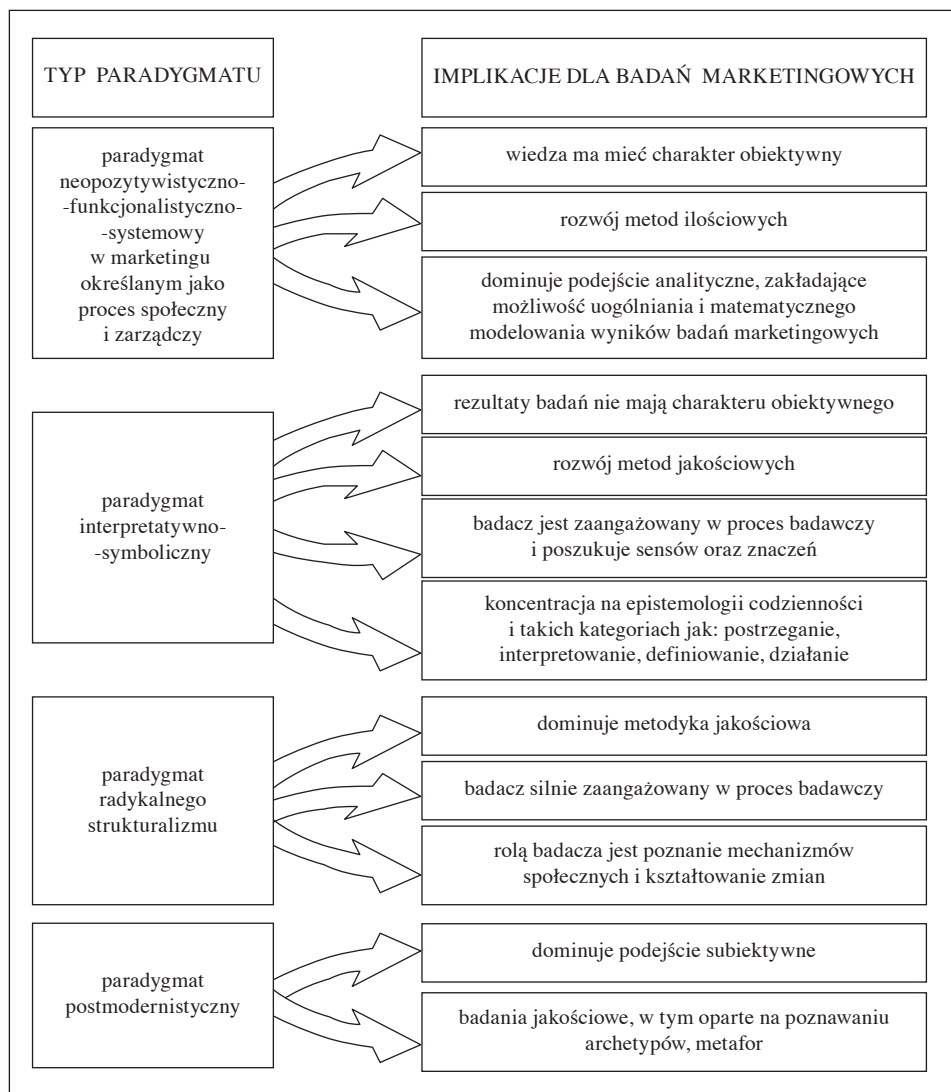 TYP PARADYGMATU
IMPLIKACJE DLA BADAŃ MARKETINGOWYCH
paradygmat
neopozytywistyczno-
-funkcjonalistyczno-
-systemowy
w marketingu
określanym jako
proces społeczny
i zarządczy
wiedza ma mieć charakter obiektywny
rozwój metod ilościowych
dominuje podejście analityczne, zakładające
możliwość uogólniania i matematycznego
modelowania wyników badań marketingowych
paradygmat
interpretatywno-
-symboliczny
rezultaty badań nie mają charakteru obiektywnego
rozwój metod jakościowych
badacz jest zaangażowany w proces badawczy
i poszukuje sensów oraz znaczeń
koncentracja na epistemologii codzienności
i takich kategoriach jak: postrzeganie,
interpretowanie, definiowanie, działanie
paradygmat
radykalnego
strukturalizmu
dominuje metodyka jakościowa
badacz silnie zaangażowany w proces badawczy
rolą badacza jest poznanie mechanizmów
społecznych i kształtowanie zmian
paradygmat
postmodernistyczny
dominuje podejście subiektywne
badania jakościowe, w tym oparte na poznawaniu
archetypów, metafor